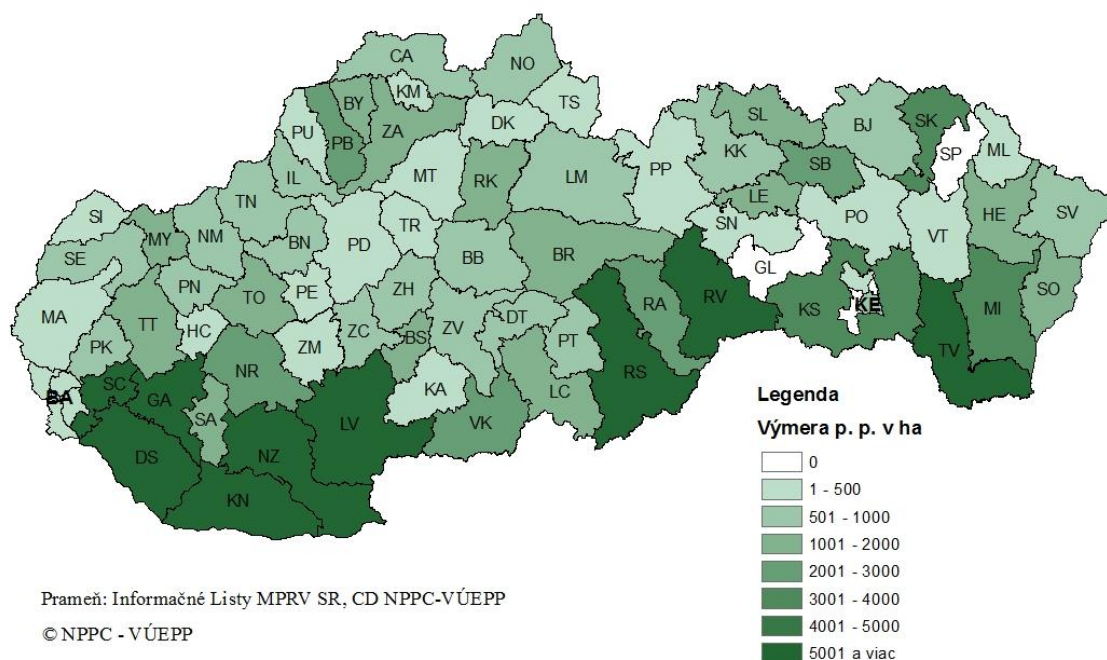 CA
NO
KM
TS
BY
PU
PB
ZA
DK
SL
BJ
SK
SP
ML
IL
MT
RK
LM
PP
KK
SB
LE
HE
SV
SI
TN
TR
SN
PO
VT
MY
NM
BN
PD
SE
BB
BR
GL
PN
TO
PE
ZH
RV
RA
KS
KE
MI
SO
MA
TT
HC
ZM
ZC
BS
ZV
DT
PT
PK
NR
KA
LC
RS
TV
BA
SC
GA
SA
LV
VK
DS
NZ
KN
Legenda
Výmera p. p. v ha
0
1 - 500
501 - 1000
1001 - 2000
2001 - 3000
3001 - 4000
4001 - 5000
5001 a viac
Prameň: Informačné Listy MPRV SR, CD NPPC-VÚEPP
© NPPC - VÚEPP